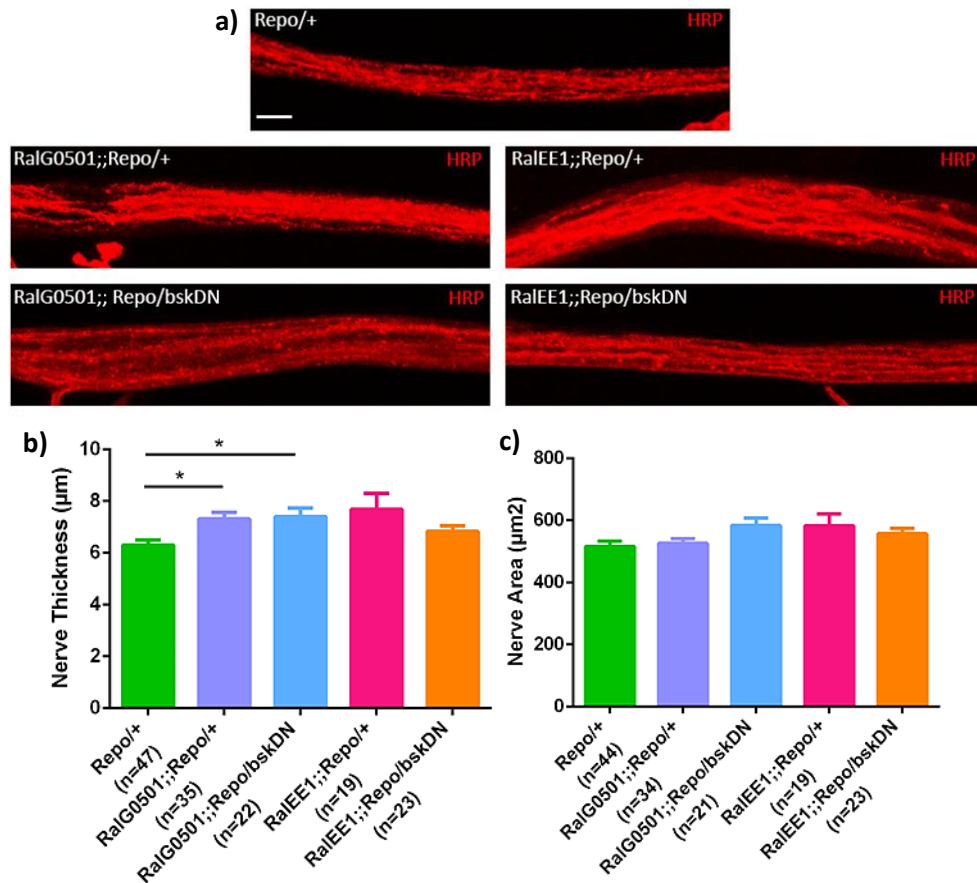 a)
Repo/+
HRP
RalG0501;;Repo/+
HRP
RalEE1;;Repo/+
HRP
RalG0501;; Repo/bskDN
HRP
RalEE1;;Repo/bskDN
HRP
b)
Nerve Thickness (µm)
10
8
6
4
2
0
*
*
Repo/+
(n=47)
RalG0501;;Repo/+
(n=35)
RalG0501;;Repo/bskDN
(n=22)
RalEE1;;Repo/+
(n=19)
RalEE1;;Repo/bskDN
(n=23)
c)
Nerve Area (µm2)
800
600
400
200
0
Repo/+
(n=44)
RalG0501;;Repo/+
(n=34)
RalG0501;;Repo/bskDN
(n=21)
RalEE1;;Repo/+
(n=19)
RalEE1;;Repo/bskDN
(n=23)